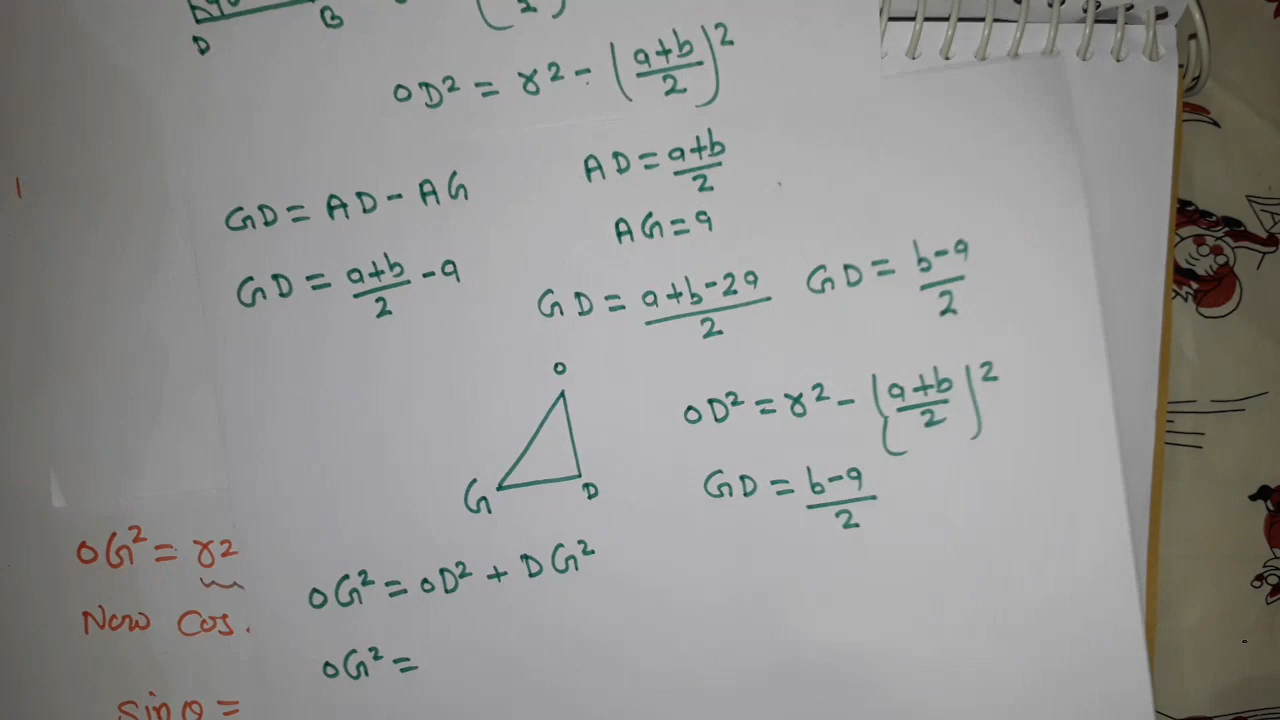 D B
OD² = r² - (a+b/2)²
AD = a+b/2
GD = AD - AG
AG = a
GD = a+b/2 - a
GD = a+b-2a/2
GD = b-a/2
O
G D
OD² = r² - (a+b/2)²
GD = b-a/2
OG² = r²
OG² = OD² + DG²
Now Cos.
OG² =
sin θ =